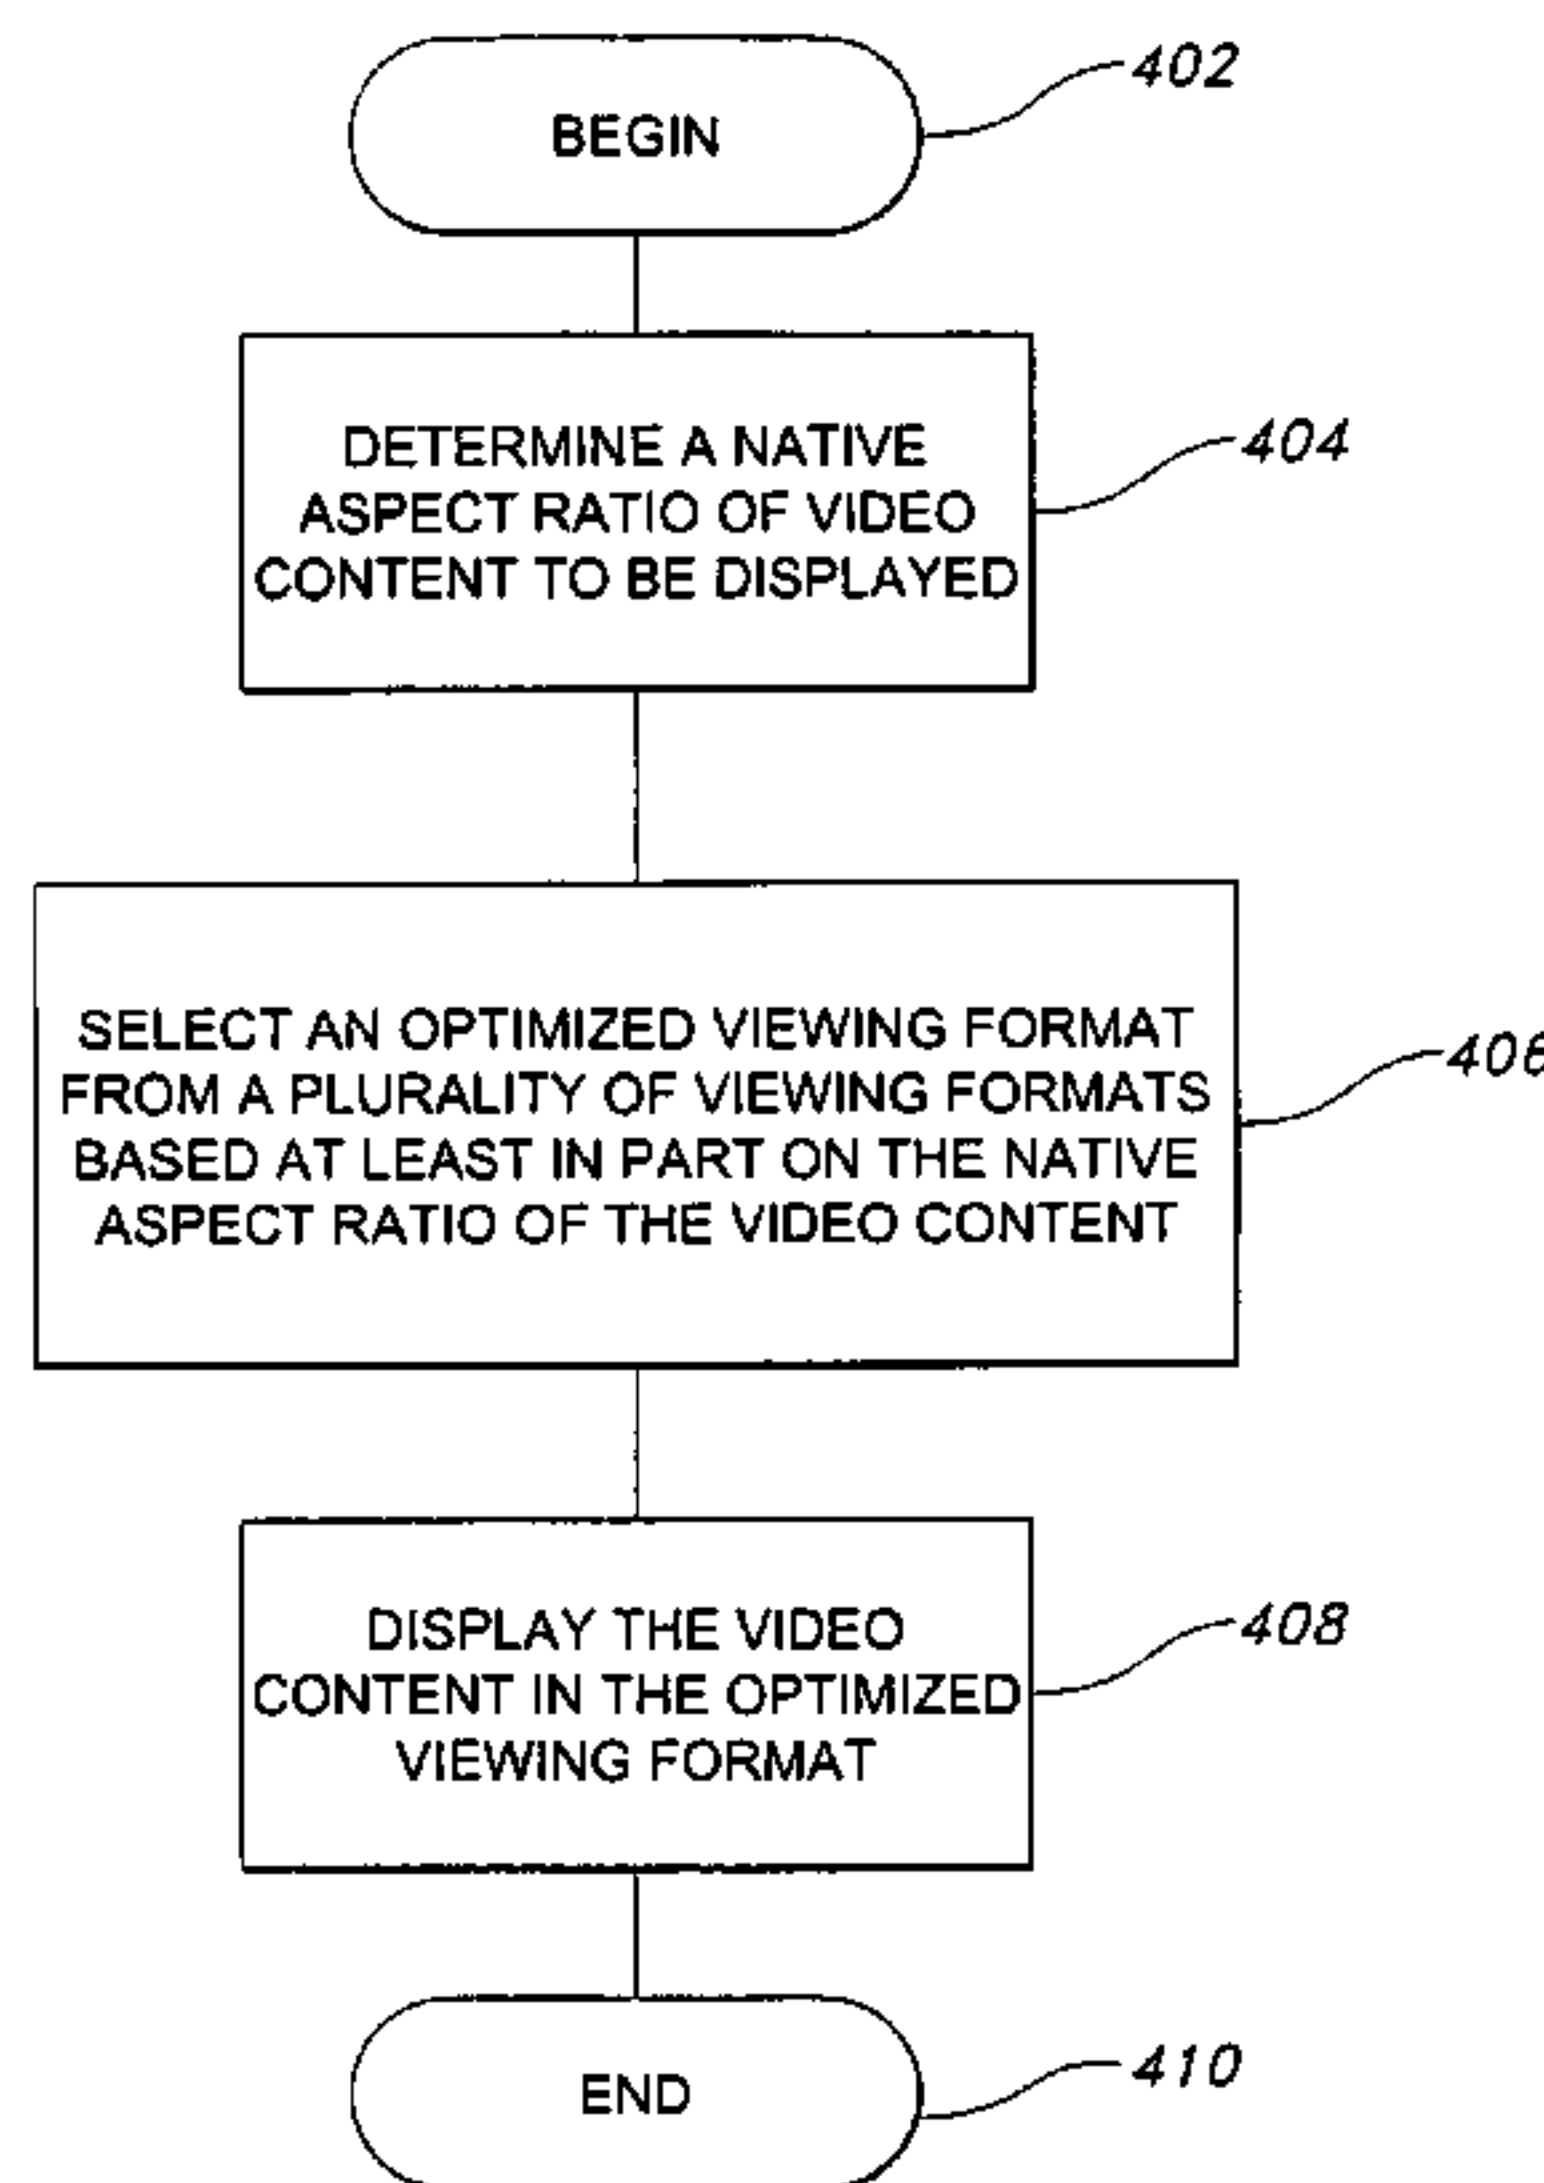 BEGIN
402
DETERMINE A NATIVE
ASPECT RATIO OF VIDEO
CONTENT TO BE DISPLAYED
404
SELECT AN OPTIMIZED VIEWING FORMAT
FROM A PLURALITY OF VIEWING FORMATS
BASED AT LEAST IN PART ON THE NATIVE
ASPECT RATIO OF THE VIDEO CONTENT
406
DISPLAY THE VIDEO
CONTENT IN THE OPTIMIZED
VIEWING FORMAT
408
END
410